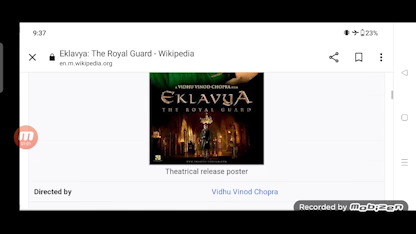 9:37
23%
Eklavya: The Royal Guard - Wikipedia
en.m.wikipedia.org
A VIDHU VINOD CHOPRA FILM
EKLAVYA
THE ROYAL GUARD
Theatrical release poster
Directed by Vidhu Vinod Chopra
Recorded by MOBIZEN